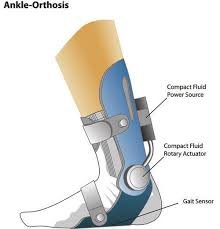 Ankle-Orthosis
Compact Fluid
Power Source
Compact Fluid
Rotary Actuator
Gait Sensor